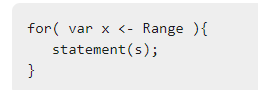 for( var x <- Range ){
   statement(s);
}